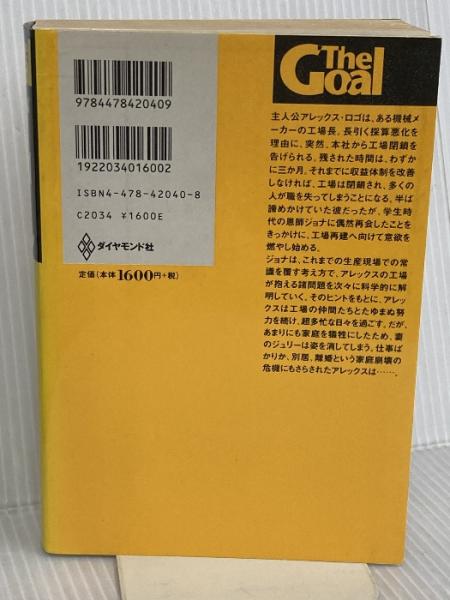 The
Goal
9784478420409
1922034016002
ISBN4-478-42040-8
C2034 ¥1600E
ダイヤモンド社
定価(本体1600円+税)
主人公アレックス・ロゴは、ある機械メ
ーカーの工場長。長引く採算悪化を
理由に、突然、本社から工場閉鎖を
告げられる。残された時間は、わずか
に三か月。それまでに収益体制を改善
しなければ、工場は閉鎖され、多くの
人が職を失ってしまうことになる。半ば
諦めかけていた彼だったが、学生時
代の恩師ジョナに偶然再会したことを
きっかけに、工場再建へ向けて意欲を
燃やし始める。
ジョナは、これまでの生産現場での常
識を覆す考え方で、アレックスの工場
が抱える諸問題を次々に科学的に解
明していく。そのヒントをもとに、アレッ
クスは工場の仲間たちとたゆまぬ努
力を続け、超多忙な日々を過ごす。だが、
あまりにも家庭を犠牲にしたため、妻
のジュリーは姿を消してしまう。仕事ば
かりか、別居、離婚という家庭崩壊の
危機にもさらされたアレックスは……。